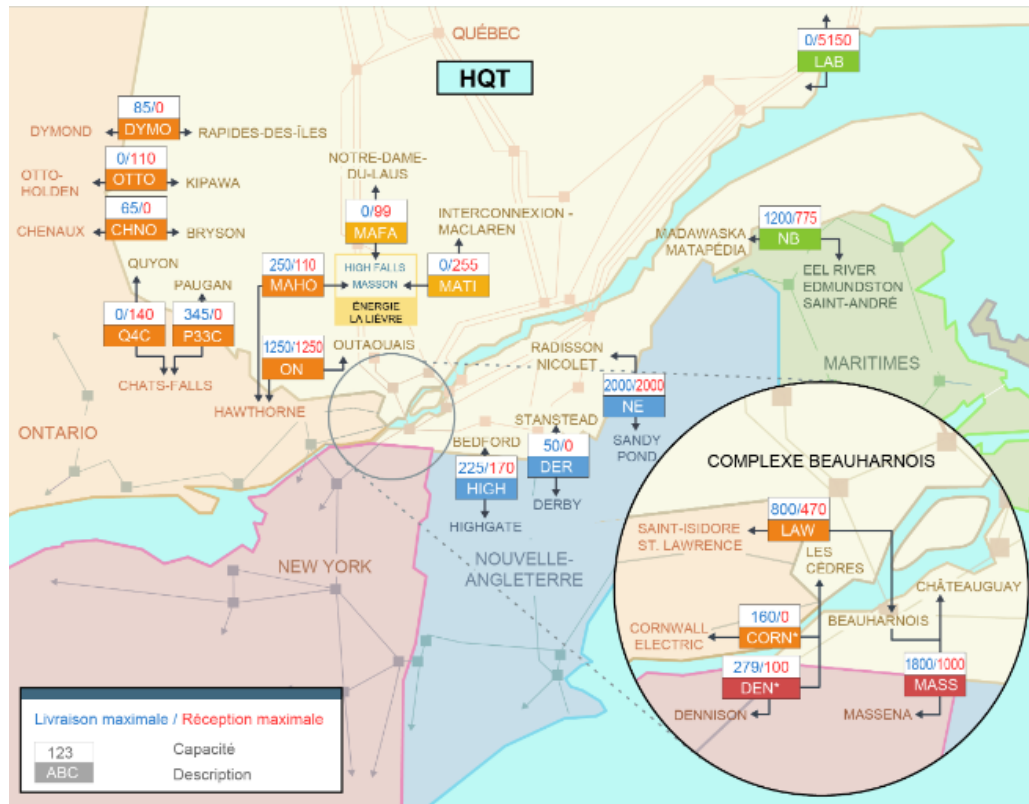 QUÉBEC
HQT
0/5150
LAB
85/0
DYMO
DYMOND
RAPIDES-DES-ÎLES
0/110
OTTO
OTTO-
HOLDEN
KIPAWA
65/0
CHNO
CHENAUX
BRYSON
NOTRE-DAME-
DU-LAUS
0/99
MAFA
INTERCONNEXION -
MACLAREN
0/255
MATI
250/110
MAHO
HIGH FALLS
MASSON
ÉNERGIE
LA LIÈVRE
QUYON
PAUGAN
0/140
Q4C
345/0
P33C
CHATS-FALLS
1250/1250
ON
OUTAOUAIS
HAWTHORNE
MADAWASKA
MATAPÉDIA
1200/775
NB
EEL RIVER
EDMUNDSTON
SAINT-ANDRÉ
MARITIMES
RADISSON
NICOLET
2000/2000
NE
SANDY
POND
STANSTEAD
50/0
DER
DERBY
BEDFORD
225/170
HIGH
HIGHGATE
ONTARIO
NEW YORK
NOUVELLE-
ANGLETERRE
COMPLEXE BEAUHARNOIS
800/470
LAW
SAINT-ISIDORE
ST. LAWRENCE
LES
CÈDRES
CHÂTEAUGUAY
BEAUHARNOIS
160/0
CORN*
CORNWALL
ELECTRIC
279/100
DEN*
DENNISON
1800/1000
MASS
MASSENA
Livraison maximale / Réception maximale
123
ABC
Capacité
Description